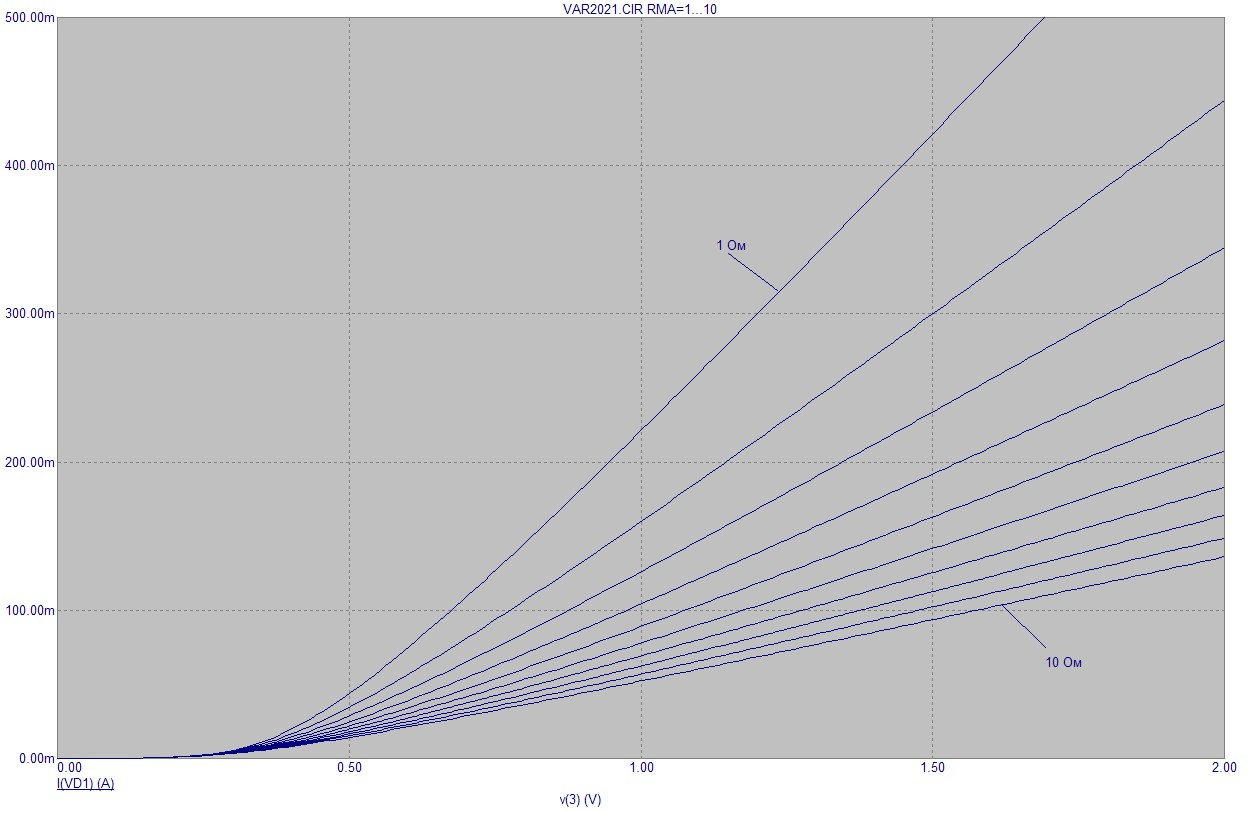 VAR2021.CIR RMA=1...10
500.00m
400.00m
1 Ом
300.00m
200.00m
100.00m
10 Ом
0.00m
0.00 0.50 1.00 1.50 2.00
I(VD1) (A)
v(3) (V)